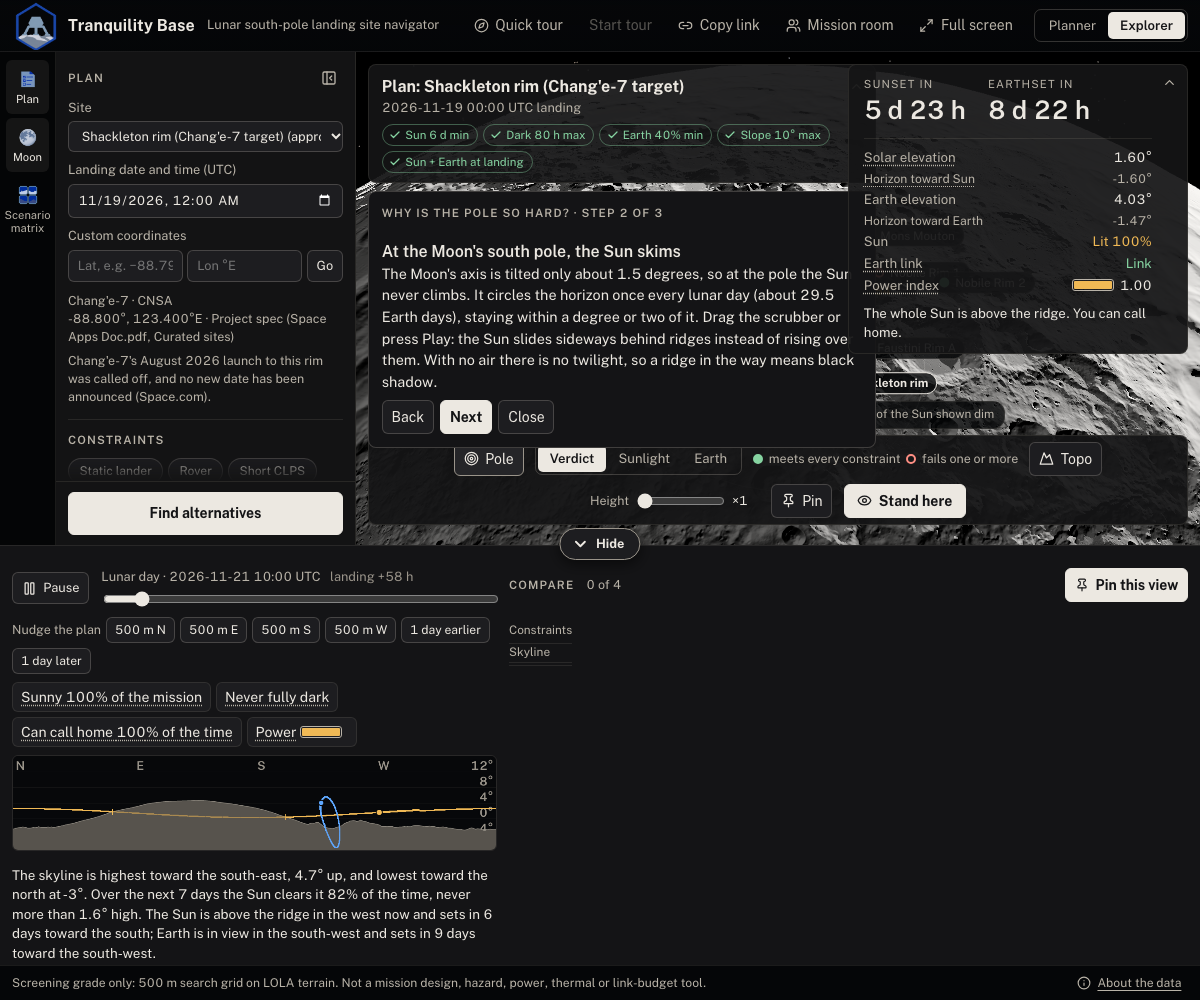 Tranquility Base
Lunar south-pole landing site navigator
Quick tour
Start tour
Copy link
Mission room
Full screen
Planner
Explorer
Plan
Moon
Scenario
matrix
PLAN
Site
Shackleton rim (Chang'e-7 target) (appro
Landing date and time (UTC)
11/19/2026, 12:00 AM
Custom coordinates
Lat, e.g. −88.79
Lon °E
Go
Chang'e-7 · CNSA
-88.800°, 123.400°E · Project spec (Space
Apps Doc.pdf, Curated sites)
Chang'e-7's August 2026 launch to this rim
was called off, and no new date has been
announced (Space.com).
CONSTRAINTS
Static lander
Rover
Short CLPS
Find alternatives
Plan: Shackleton rim (Chang'e-7 target)
2026-11-19 00:00 UTC landing
Sun 6 d min
Dark 80 h max
Earth 40% min
Slope 10° max
Sun + Earth at landing
WHY IS THE POLE SO HARD? · STEP 2 OF 3
At the Moon's south pole, the Sun skims
The Moon's axis is tilted only about 1.5 degrees, so at the pole the Sun
never climbs. It circles the horizon once every lunar day (about 29.5
Earth days), staying within a degree or two of it. Drag the scrubber or
press Play: the Sun slides sideways behind ridges instead of rising over
them. With no air there is no twilight, so a ridge in the way means black
shadow.
Back
Next
Close
SUNSET IN
5 d 23 h
EARTHSET IN
8 d 22 h
Solar elevation
1.60°
Horizon toward Sun
-1.60°
Earth elevation
4.03°
Horizon toward Earth
-1.47°
Sun
Lit 100%
Earth link
Link
Power index
1.00
The whole Sun is above the ridge. You can call
home.
Mons Mouton
Nobile Rim 2
Faustini Rim A
kleton rim
of the Sun shown dim
Pole
Verdict
Sunlight
Earth
meets every constraint
fails one or more
Topo
Height
×1
Pin
Stand here
Hide
Pause
Lunar day · 2026-11-21 10:00 UTC
landing +58 h
Nudge the plan
500 m N
500 m E
500 m S
500 m W
1 day earlier
1 day later
Sunny 100% of the mission
Never fully dark
Can call home 100% of the time
Power
N
E
S
W
12°
8°
4°
0°
4°
The skyline is highest toward the south-east, 4.7° up, and lowest toward the
north at -3°. Over the next 7 days the Sun clears it 82% of the time, never
more than 1.6° high. The Sun is above the ridge in the west now and sets in 6
days toward the south; Earth is in view in the south-west and sets in 9 days
toward the south-west.
COMPARE
0 of 4
Pin this view
Constraints
Skyline
Screening grade only: 500 m search grid on LOLA terrain. Not a mission design, hazard, power, thermal or link-budget tool.
About the data